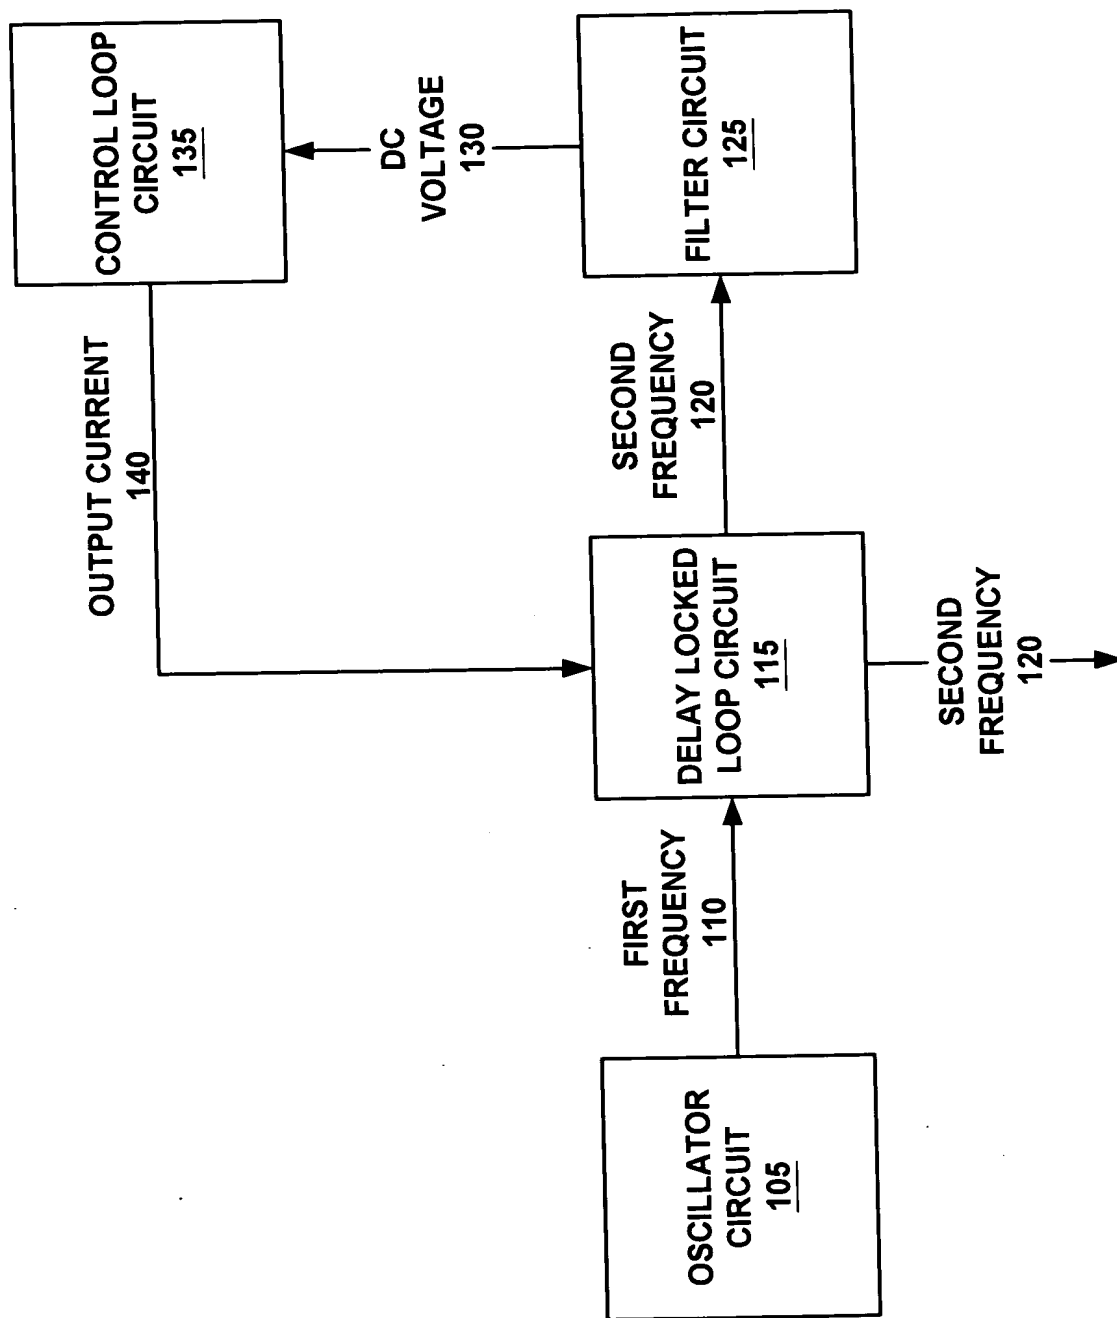 OSCILLATOR
CIRCUIT
105
FIRST
FREQUENCY
110
DELAY LOCKED
LOOP CIRCUIT
115
SECOND
FREQUENCY
120
SECOND
FREQUENCY
120
FILTER CIRCUIT
125
DC
VOLTAGE
130
CONTROL LOOP
CIRCUIT
135
OUTPUT CURRENT
140